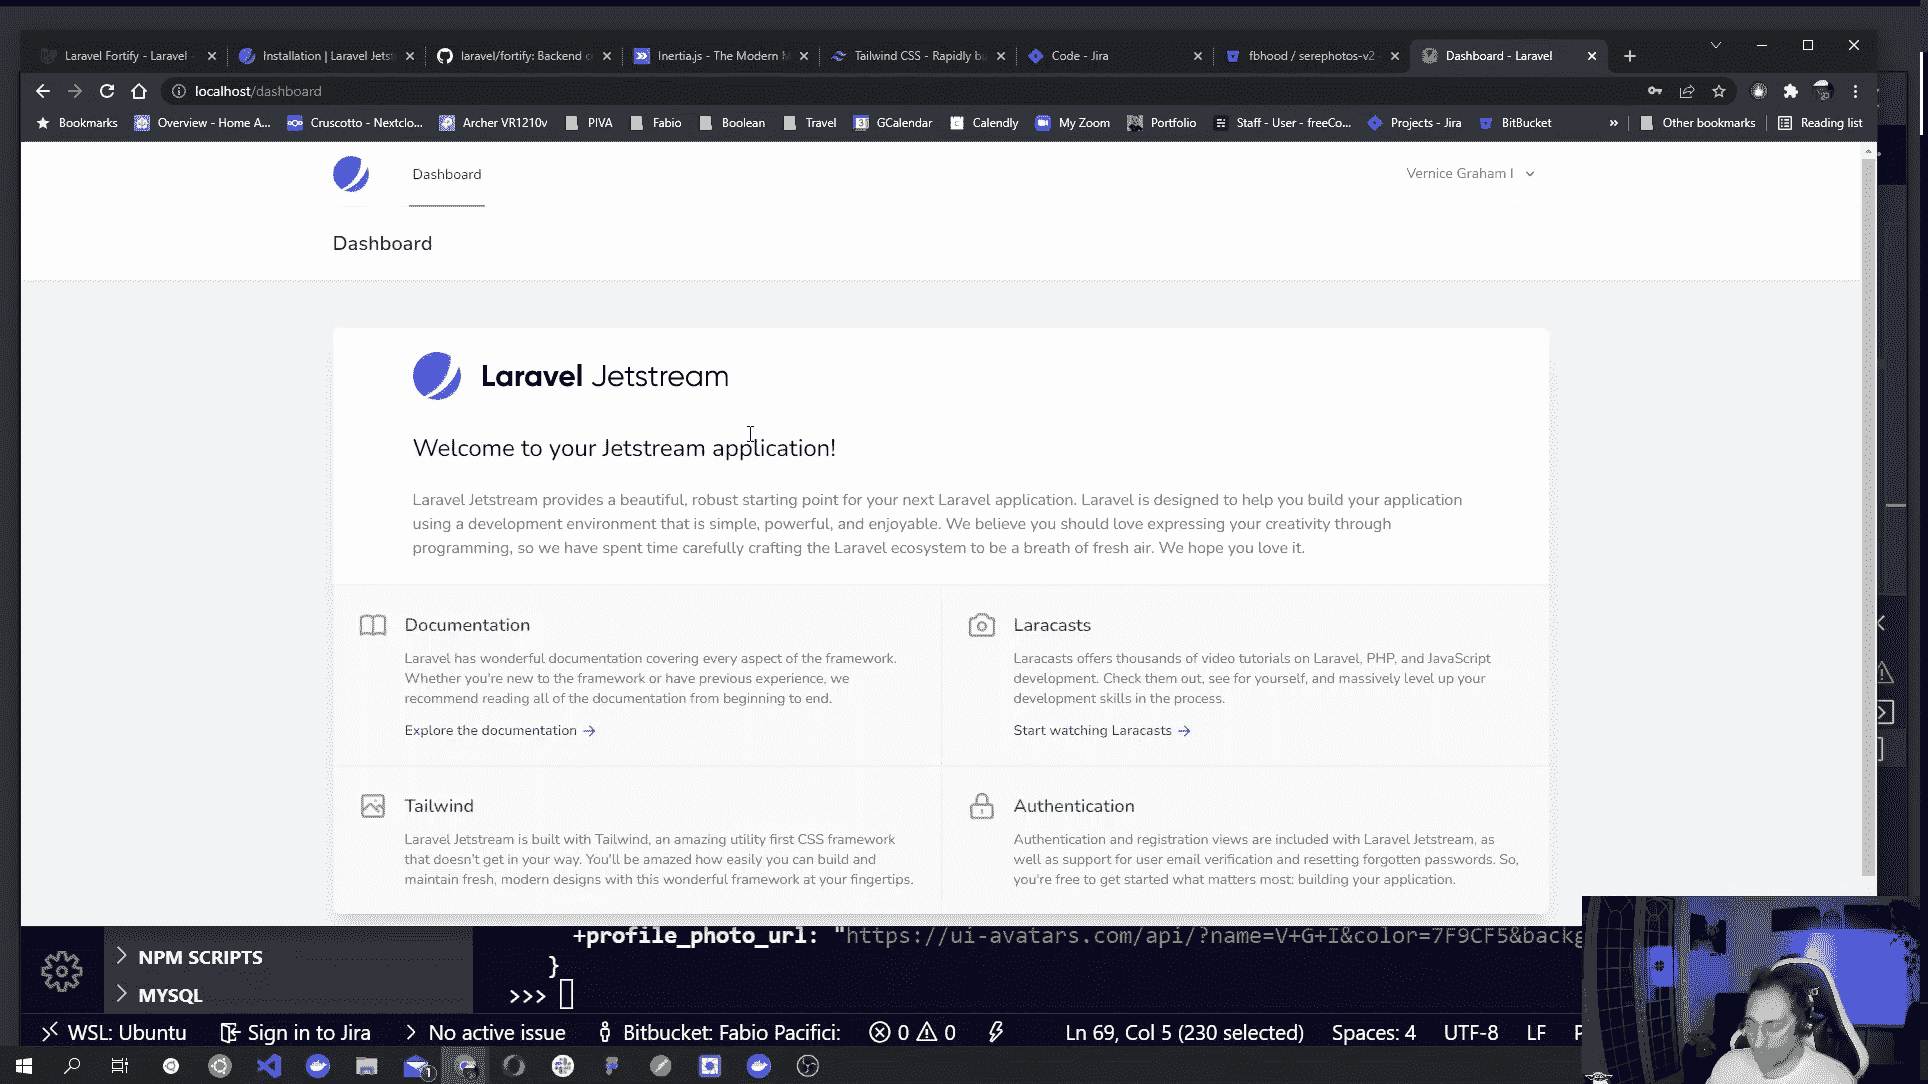 Laravel Fortify - Laravel
Installation | Laravel Jets
laravel/fortify: Backend c
Inertia.js - The Modern M
Tailwind CSS - Rapidly bu
Code - Jira
fbhood / serephotos-v2
Dashboard - Laravel
localhost/dashboard
Bookmarks
Overview - Home A...
Cruscotto - Nextclo...
Archer VR1210v
PIVA
Fabio
Boolean
Travel
GCalendar
Calendly
My Zoom
Portfolio
Staff - User - freeCo...
Projects - Jira
BitBucket
»
Other bookmarks
Reading list
Dashboard
Vernice Graham I
Dashboard
Laravel Jetstream
Welcome to your Jetstream application!
Laravel Jetstream provides a beautiful, robust starting point for your next Laravel application. Laravel is designed to help you build your application
using a development environment that is simple, powerful, and enjoyable. We believe you should love expressing your creativity through
programming, so we have spent time carefully crafting the Laravel ecosystem to be a breath of fresh air. We hope you love it.
Documentation
Laravel has wonderful documentation covering every aspect of the framework.
Whether you're new to the framework or have previous experience, we
recommend reading all of the documentation from beginning to end.
Explore the documentation →
Laracasts
Laracasts offers thousands of video tutorials on Laravel, PHP, and JavaScript
development. Check them out, see for yourself, and massively level up your
development skills in the process.
Start watching Laracasts →
Tailwind
Laravel Jetstream is built with Tailwind, an amazing utility first CSS framework
that doesn't get in your way. You'll be amazed how easily you can build and
maintain fresh, modern designs with this wonderful framework at your fingertips.
Authentication
Authentication and registration views are included with Laravel Jetstream, as
well as support for user email verification and resetting forgotten passwords. So,
you're free to get started what matters most: building your application.
+profile_photo_url: "https://ui-avatars.com/api/?name=V+G+I&color=7F9CF5&backg
}
>>>
NPM SCRIPTS
MYSQL
WSL: Ubuntu
Sign in to Jira
No active issue
Bitbucket: Fabio Pacifici:
0
0
Ln 69, Col 5 (230 selected)
Spaces: 4
UTF-8
LF
1